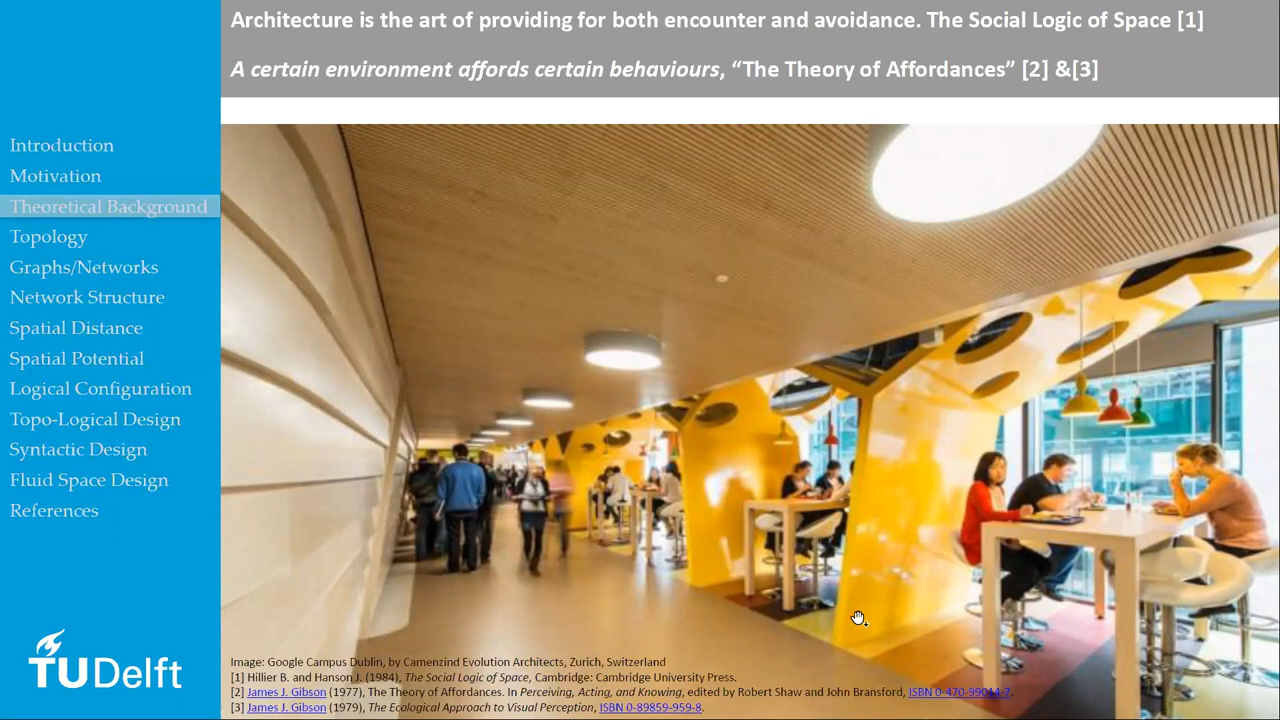 Architecture is the art of providing for both encounter and avoidance. The Social Logic of Space [1]
A certain environment affords certain behaviours, “The Theory of Affordances” [2] &[3]
Introduction
Motivation
Theoretical Background
Topology
Graphs/Networks
Network Structure
Spatial Distance
Spatial Potential
Logical Configuration
Topo-Logical Design
Syntactic Design
Fluid Space Design
References
TUDelft
Image: Google Campus Dublin, by Camenzind Evolution Architects, Zurich, Switzerland
[1] Hillier B. and Hanson J. (1984), The Social Logic of Space, Cambridge: Cambridge University Press.
[2] James J. Gibson (1977), The Theory of Affordances. In Perceiving, Acting, and Knowing, edited by Robert Shaw and John Bransford, ISBN 0-470-99014-7.
[3] James J. Gibson (1979), The Ecological Approach to Visual Perception, ISBN 0-89859-959-8.